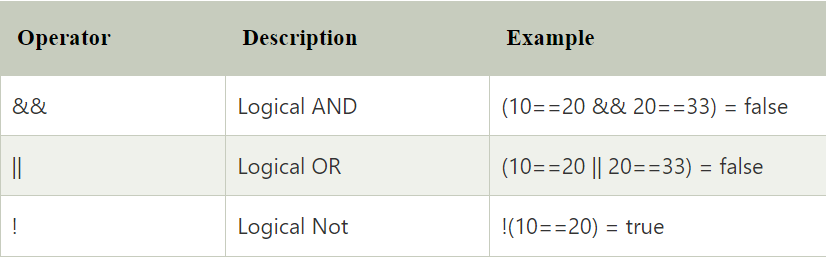 Operator Description Example
&& Logical AND (10==20 && 20==33) = false
|| Logical OR (10==20 || 20==33) = false
! Logical Not !(10==20) = true